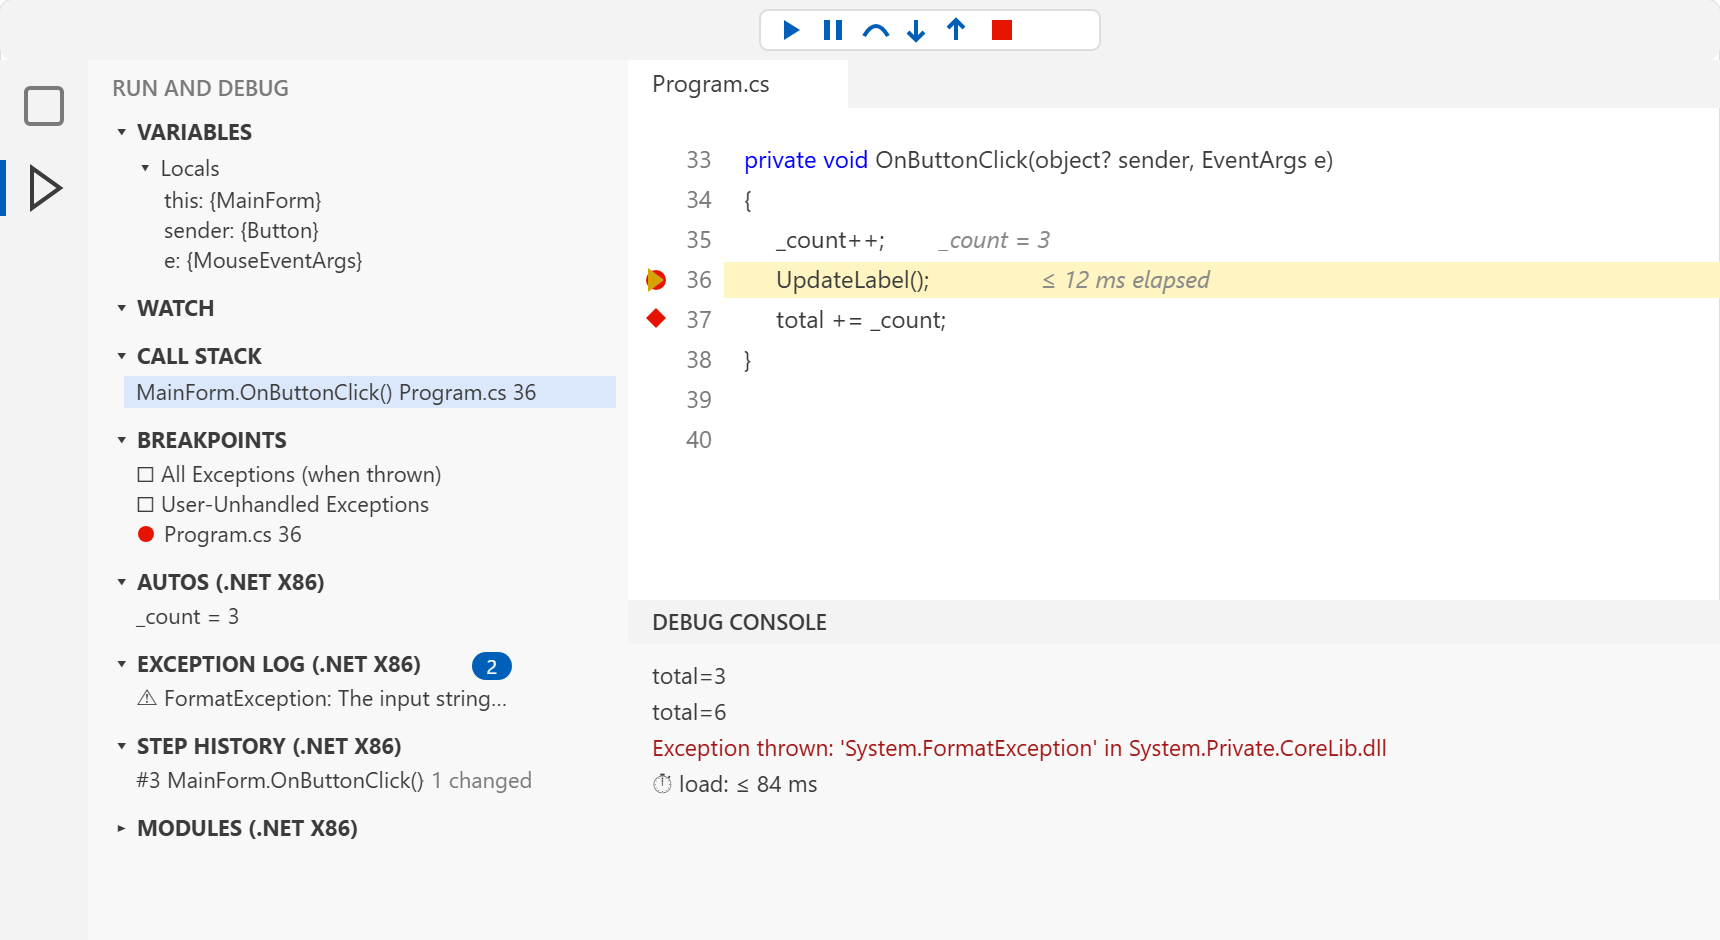 RUN AND DEBUG
VARIABLES
Locals
this: {MainForm}
sender: {Button}
e: {MouseEventArgs}
WATCH
CALL STACK
MainForm.OnButtonClick() Program.cs 36
BREAKPOINTS
All Exceptions (when thrown)
User-Unhandled Exceptions
Program.cs 36
AUTOS (.NET X86)
_count = 3
EXCEPTION LOG (.NET X86) 2
FormatException: The input string...
STEP HISTORY (.NET X86)
#3 MainForm.OnButtonClick() 1 changed
MODULES (.NET X86)
Program.cs
33 private void OnButtonClick(object? sender, EventArgs e)
34 {
35 _count++; _count = 3
36 UpdateLabel(); ≤ 12 ms elapsed
37 total += _count;
38 }
39
40
DEBUG CONSOLE
total=3
total=6
Exception thrown: 'System.FormatException' in System.Private.CoreLib.dll
⏱ load: ≤ 84 ms